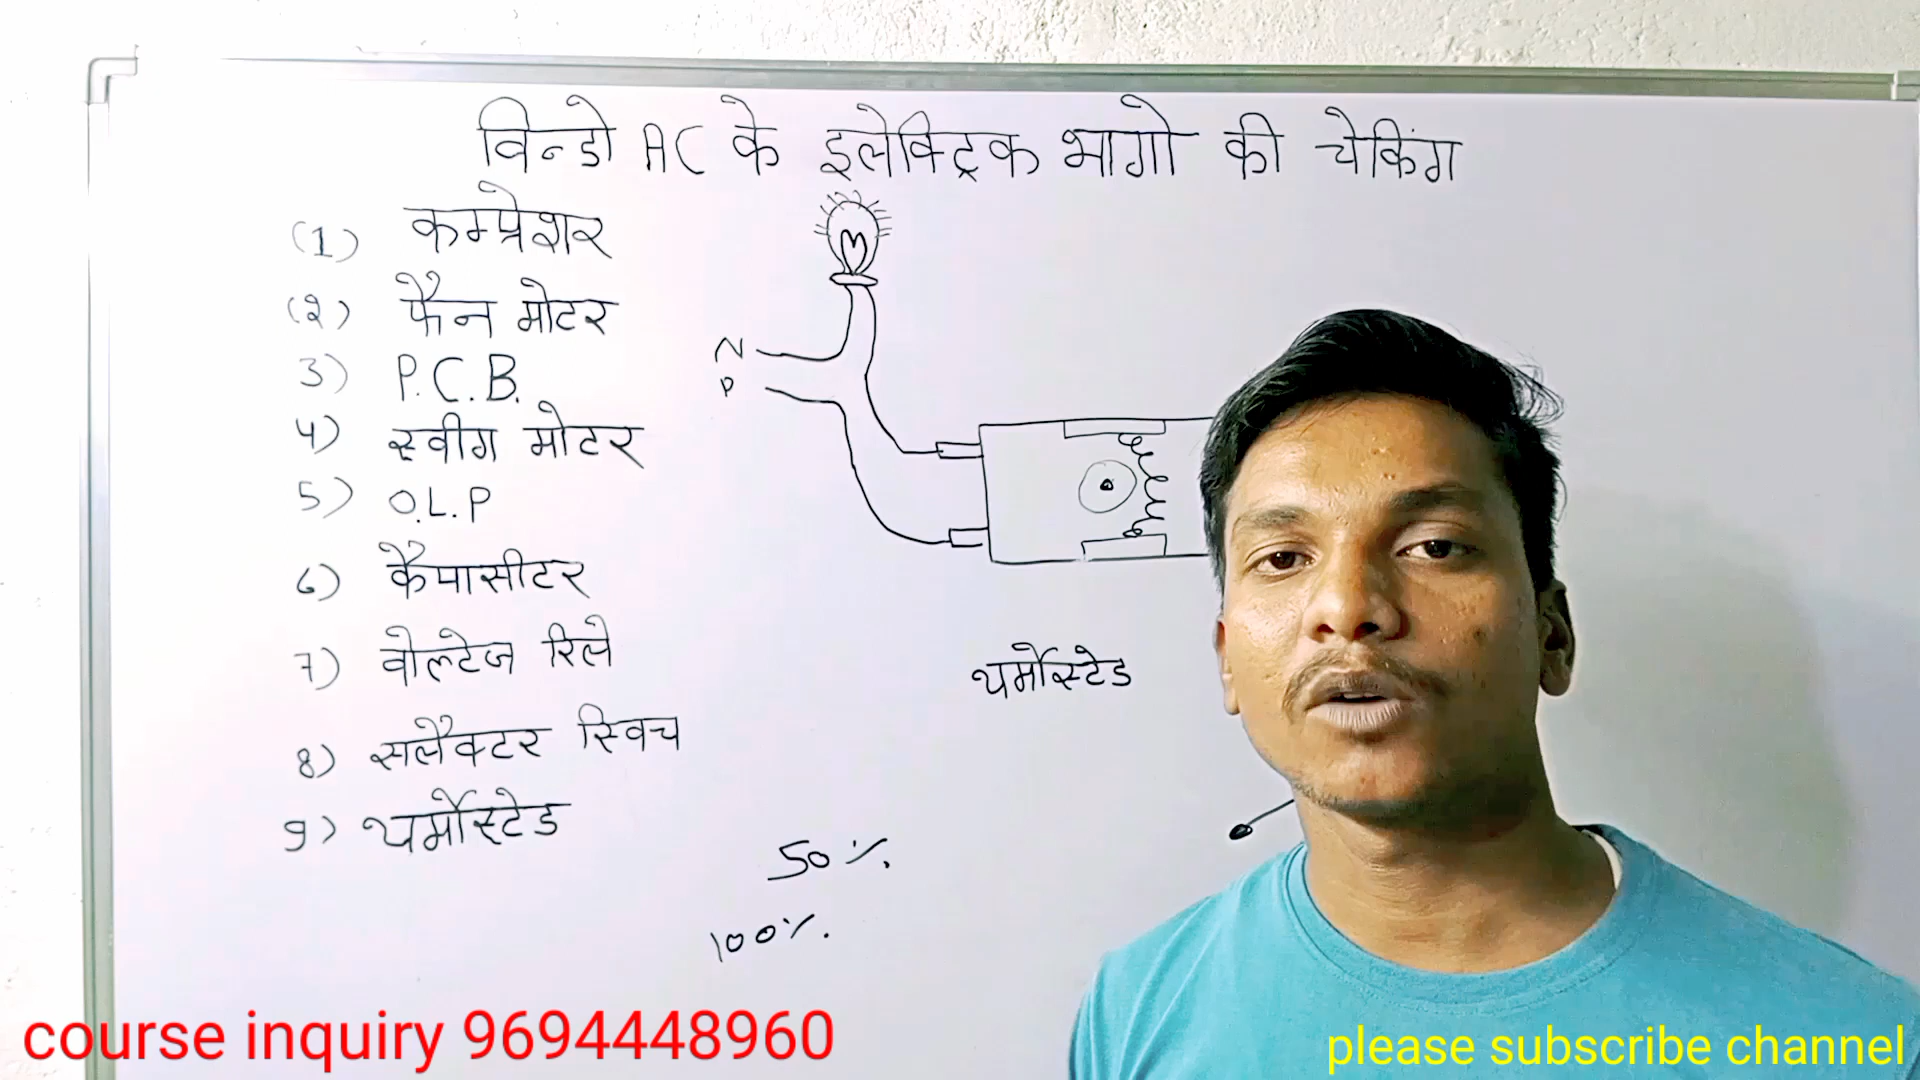 विन्डो AC के इलेक्ट्रिक भागो की चेकिंग
(1) कम्प्रेशर
(2) फैन मोटर
3) P.C.B.
4) स्वींग मोटर
5) O.L.P
6) कैपासीटर
7) वोल्टेज रिले
8) सलैक्टर स्विच
9) थर्मोस्टेड
N
P
थर्मोस्टेड
50%.
100%.
course inquiry 9694448960
please subscribe channel